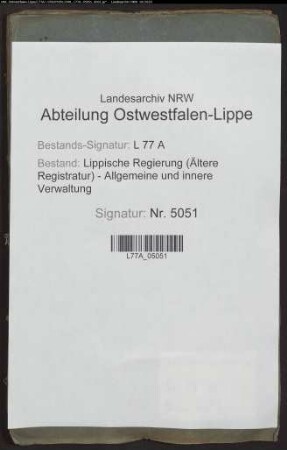 Landesarchiv NRW
Abteilung Ostwestfalen-Lippe
Bestands-Signatur: L 77 A
Bestand: Lippische Regierung (Ältere
Registratur) - Allgemeine und innere
Verwaltung
Signatur: Nr. 5051
L77A_05051